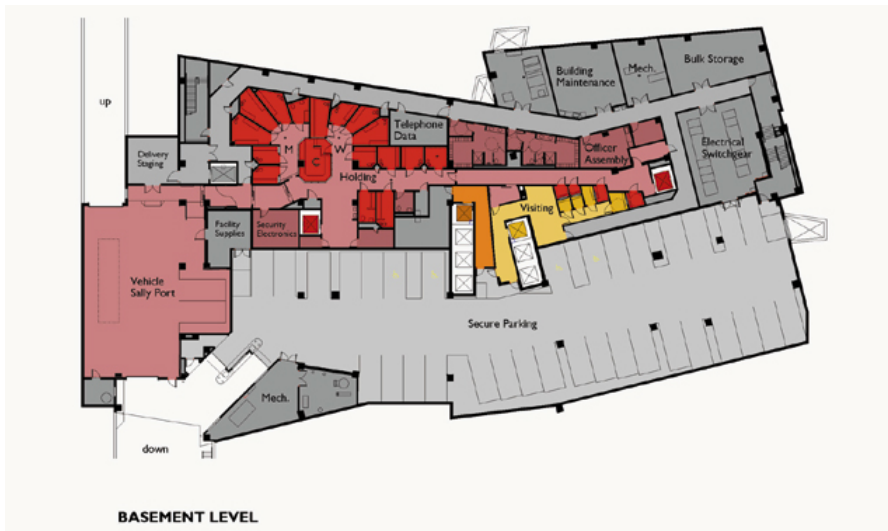 up
Building
Maintenance
Mech.
Bulk Storage
Telephone
Data
Electrical
Switchgear
Delivery
Staging
M
W
C
Officer
Assembly
Holding
Visiting
Facility
Supplies
Security
Electronics
Vehicle
Sally Port
Secure Parking
Mech.
down
BASEMENT LEVEL